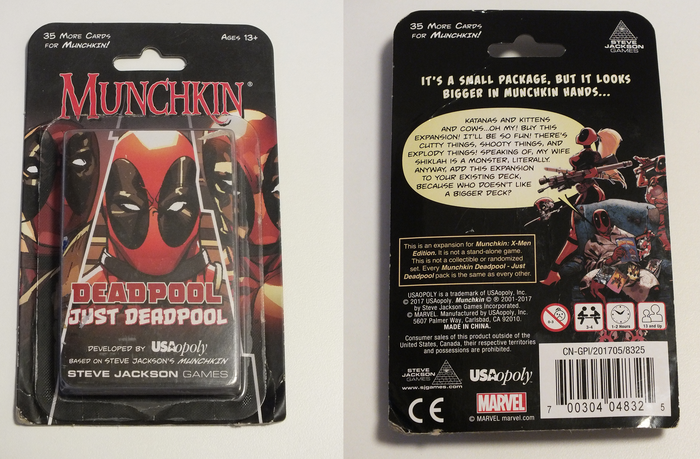 35 More Cards
for Munchkin!
Ages 13+
MUNCHKIN®
DEADPOOL
JUST DEADPOOL
DEVELOPED BY USAopoly
BASED ON STEVE JACKSON'S MUNCHKIN
STEVE JACKSON GAMES
35 More Cards
for Munchkin!
STEVE
JACKSON
GAMES
IT'S A SMALL PACKAGE, BUT IT LOOKS
BIGGER IN MUNCHKIN HANDS...
KATANAS AND KITTENS
AND COWS...OH MY! BUY THIS
EXPANSION! IT'LL BE SO FUN! THERE'S
CUTTY THINGS, SHOOTY THINGS, AND
EXPLODY THINGS! SPEAKING OF, MY WIFE
SHIKLAH IS A MONSTER, LITERALLY.
ANYWAY, ADD THIS EXPANSION
TO YOUR EXISTING DECK,
BECAUSE WHO DOESN'T LIKE
A BIGGER DECK?
This is an expansion for Munchkin: X-Men
Edition. It is not a stand-alone game.
This is not a collectible or randomized
set. Every Munchkin Deadpool - Just
Deadpool pack is the same as every other.
USAOPOLY is a trademark of USAopoly, Inc.
© 2017 USAopoly. Munchkin © ® 2001-2017
by Steve Jackson Games Incorporated.
© MARVEL. Manufactured by USAopoly, Inc.
5607 Palmer Way, Carlsbad, CA 92010.
MADE IN CHINA.
Consumer sales of this product outside of the
United States, Canada, their respective territories
and possessions are prohibited.
0-3
3-6
1-2 Hours
13 and Up
CN-GPI/201705/8325
STEVE
JACKSON
GAMES
www.sjgames.com
USAopoly
CE
MARVEL
© MARVEL marvel.com
7 00304 04832 5